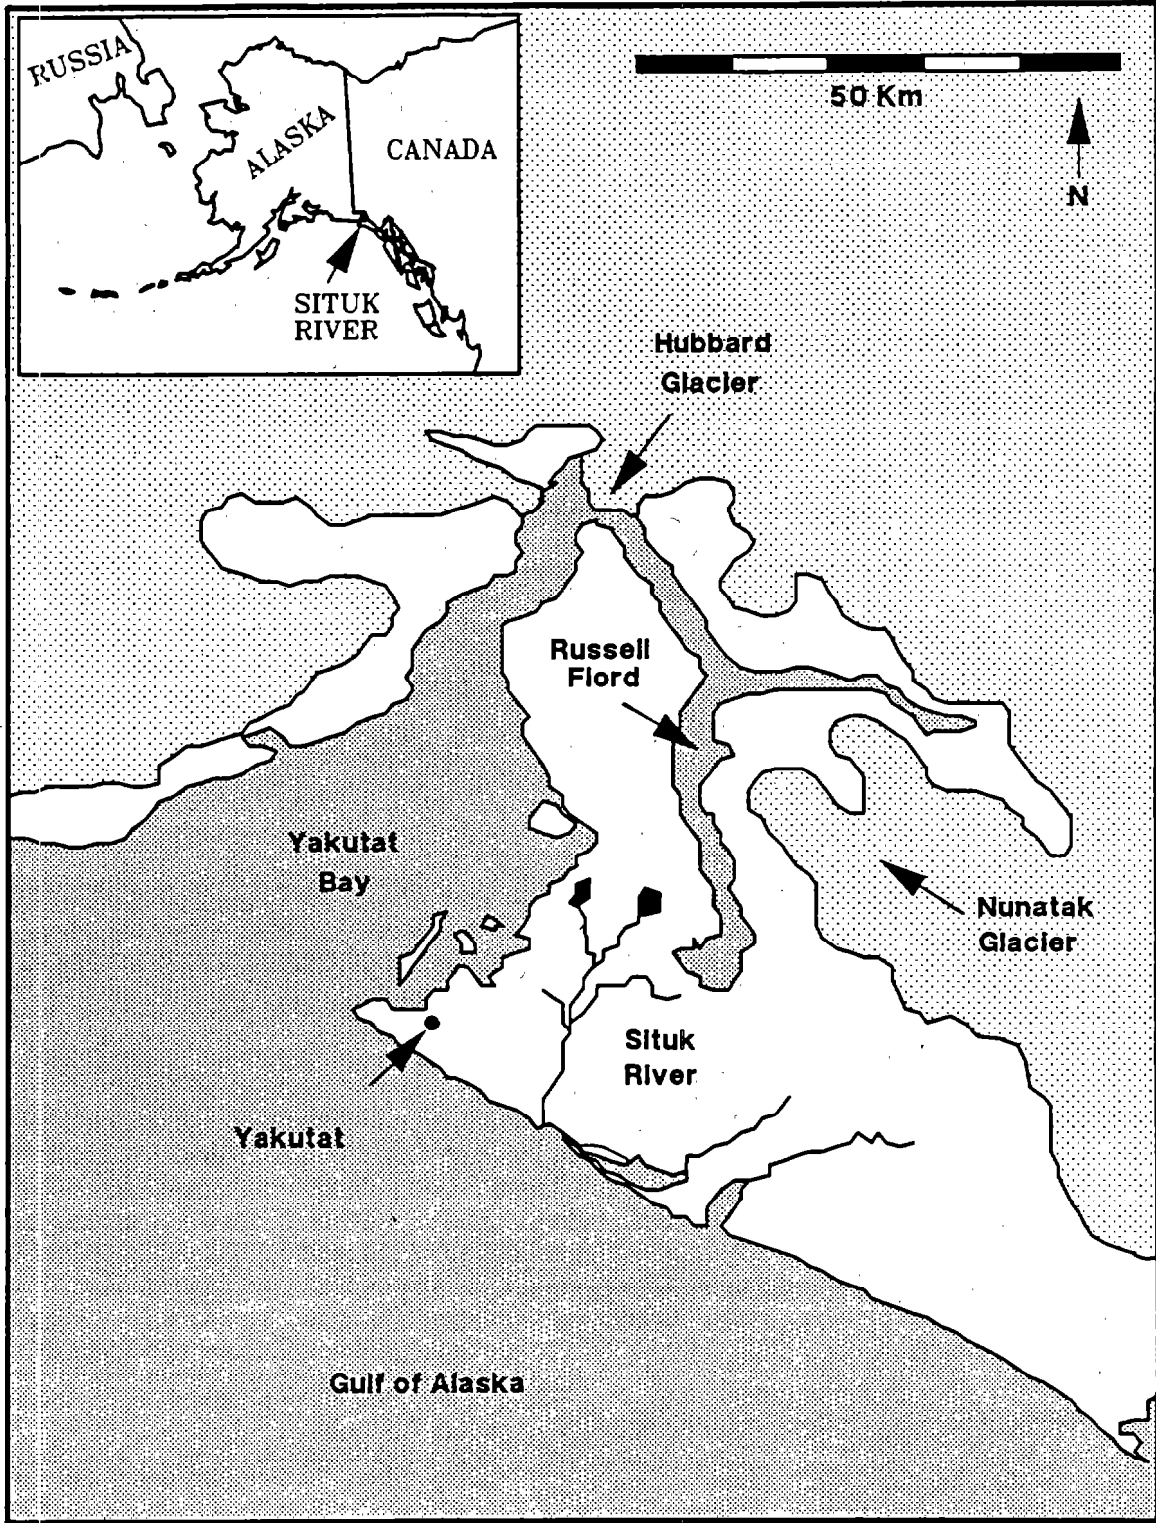 RUSSIA
ALASKA
CANADA
SITUK
RIVER
50 Km
N
Hubbard
Glacier
Russell
Fiord
Yakutat
Bay
Nunatak
Glacier
Situk
River
Yakutat
Gulf of Alaska